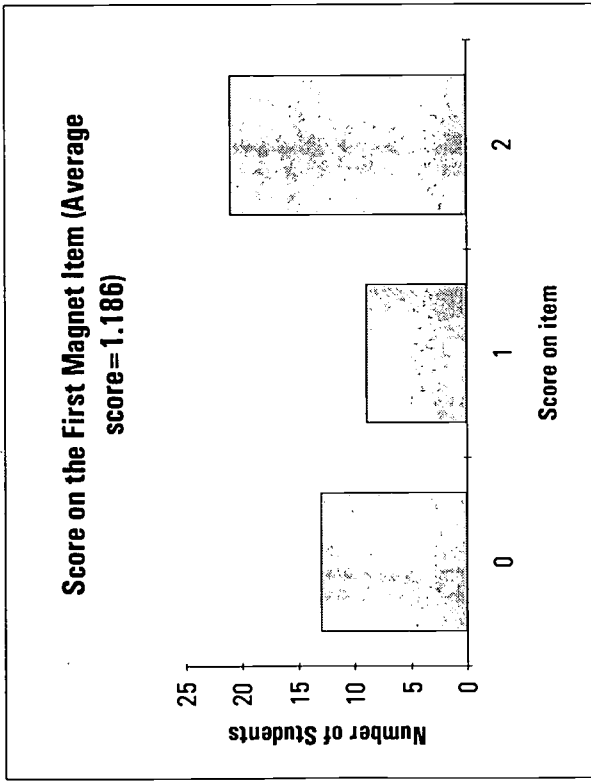 Score on the First Magnet Item (Average
score=1.186)
Number of Students
25
20
15
10
5
0
0
1
2
Score on item